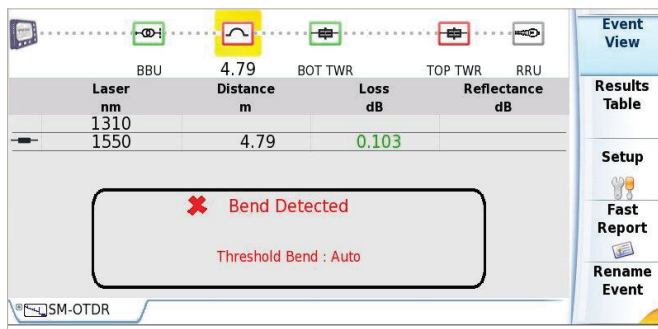 BBU 4.79 BOT TWR TOP TWR RRU
Laser Distance Loss Reflectance
nm m dB dB
1310
1550 4.79 0.103
Bend Detected
Threshold Bend : Auto
SM-OTDR
Event
View
Results
Table
Setup
Fast
Report
Rename
Event